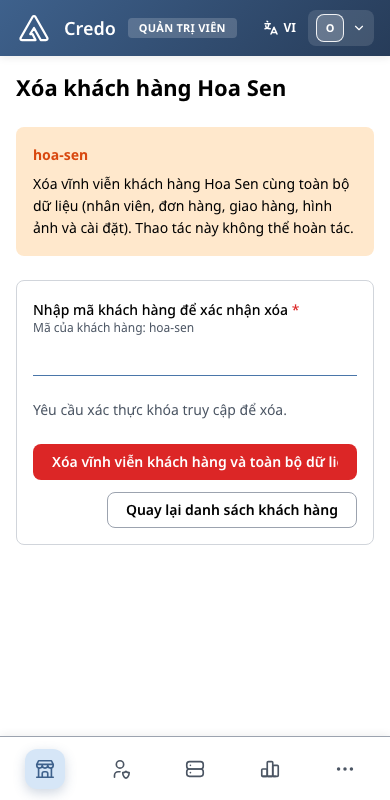 Credo
QUẢN TRỊ VIÊN
VI
O
Xóa khách hàng Hoa Sen
hoa-sen
Xóa vĩnh viễn khách hàng Hoa Sen cùng toàn bộ
dữ liệu (nhân viên, đơn hàng, giao hàng, hình
ảnh và cài đặt). Thao tác này không thể hoàn tác.
Nhập mã khách hàng để xác nhận xóa *
Mã của khách hàng: hoa-sen
Yêu cầu xác thực khóa truy cập để xóa.
Xóa vĩnh viễn khách hàng và toàn bộ dữ li
Quay lại danh sách khách hàng